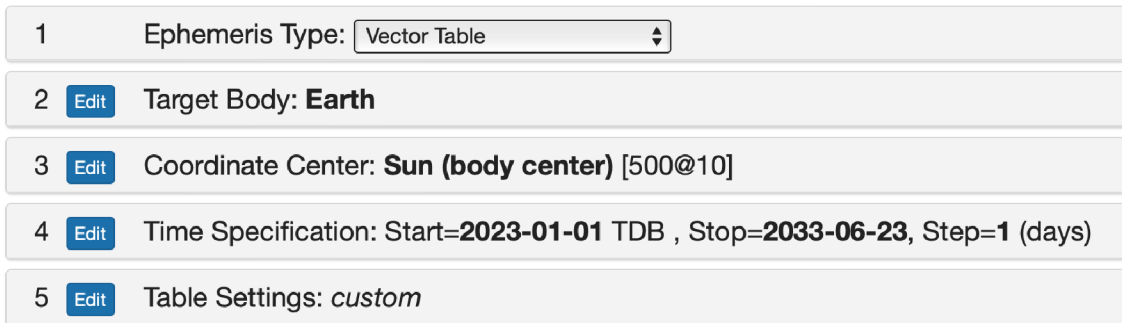 1 Ephemeris Type: Vector Table
2 Edit Target Body: Earth
3 Edit Coordinate Center: Sun (body center) [500@10]
4 Edit Time Specification: Start=2023-01-01 TDB , Stop=2033-06-23, Step=1 (days)
5 Edit Table Settings: custom